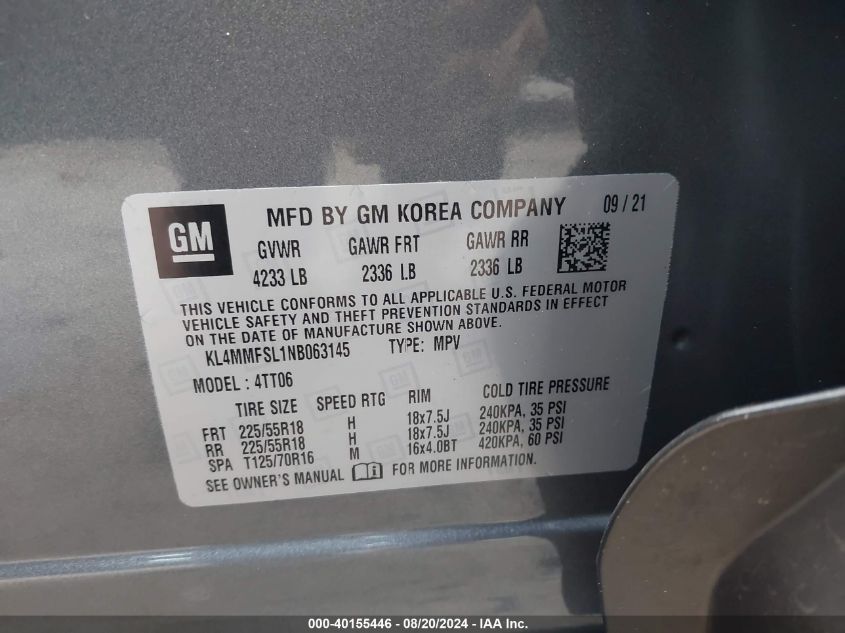 GM
MFD BY GM KOREA COMPANY 09 / 21
GVWR GAWR FRT GAWR RR
4233 LB 2336 LB 2336 LB
THIS VEHICLE CONFORMS TO ALL APPLICABLE U.S. FEDERAL MOTOR
VEHICLE SAFETY AND THEFT PREVENTION STANDARDS IN EFFECT
ON THE DATE OF MANUFACTURE SHOWN ABOVE.
KL4MMFSL1NB063145 TYPE: MPV
MODEL : 4TT06
TIRE SIZE SPEED RTG RIM COLD TIRE PRESSURE
FRT 225/55R18 H 18x7.5J 240KPA, 35 PSI
RR 225/55R18 H 18x7.5J 240KPA, 35 PSI
SPA T125/70R16 M 16x4.0BT 420KPA, 60 PSI
SEE OWNER'S MANUAL FOR MORE INFORMATION.
000-40155446 - 08/20/2024 - IAA Inc.